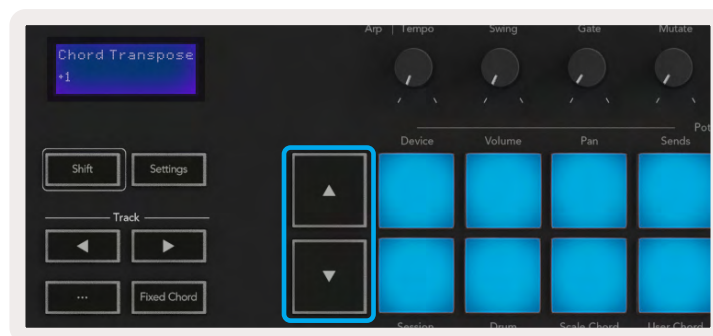 Arp | Tempo Swing Gate Mutate
Chord Transpose
+1
Pot
Device Volume Pan Sends
Shift Settings
Track
... Fixed Chord
Session Drum Scale Chord User Chord